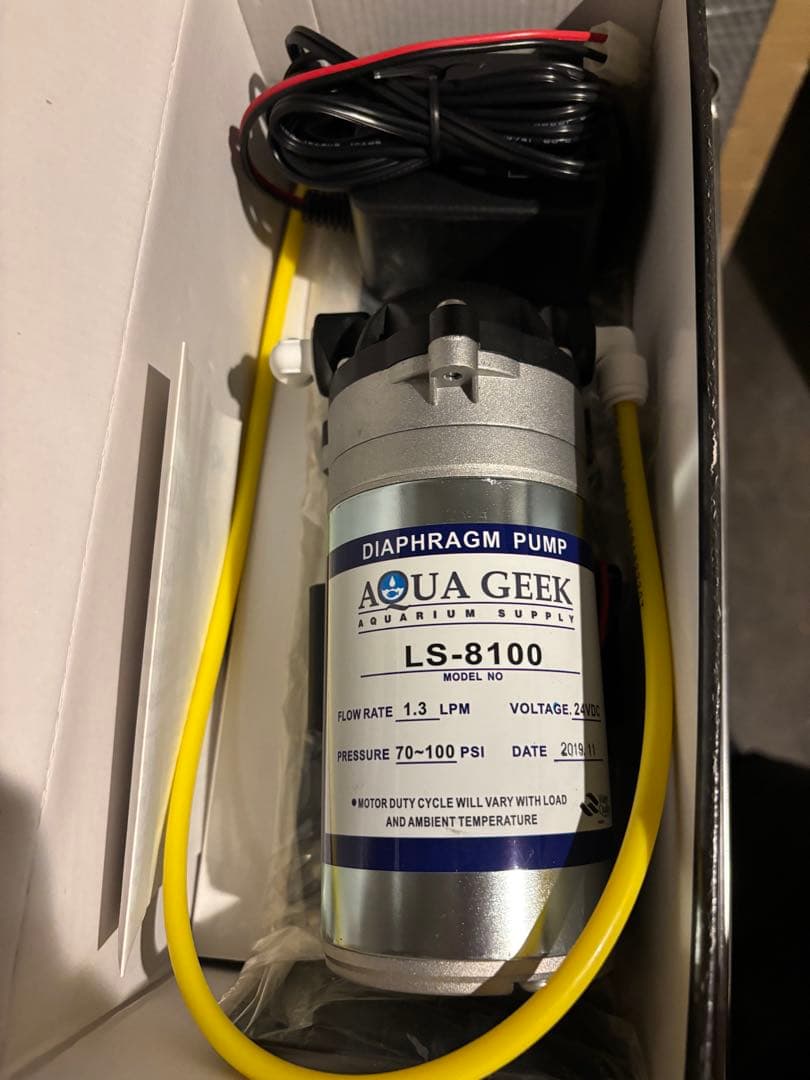 DIAPHRAGM PUMP
AQUA GEEK
AQUARIUM SUPPLY
LS-8100
MODEL NO
FLOW RATE 1.3 LPM VOLTAGE. 24VDC
PRESSURE 70~100 PSI DATE 2019.11
●MOTOR DUTY CYCLE WILL VARY WITH LOAD
AND AMBIENT TEMPERATURE